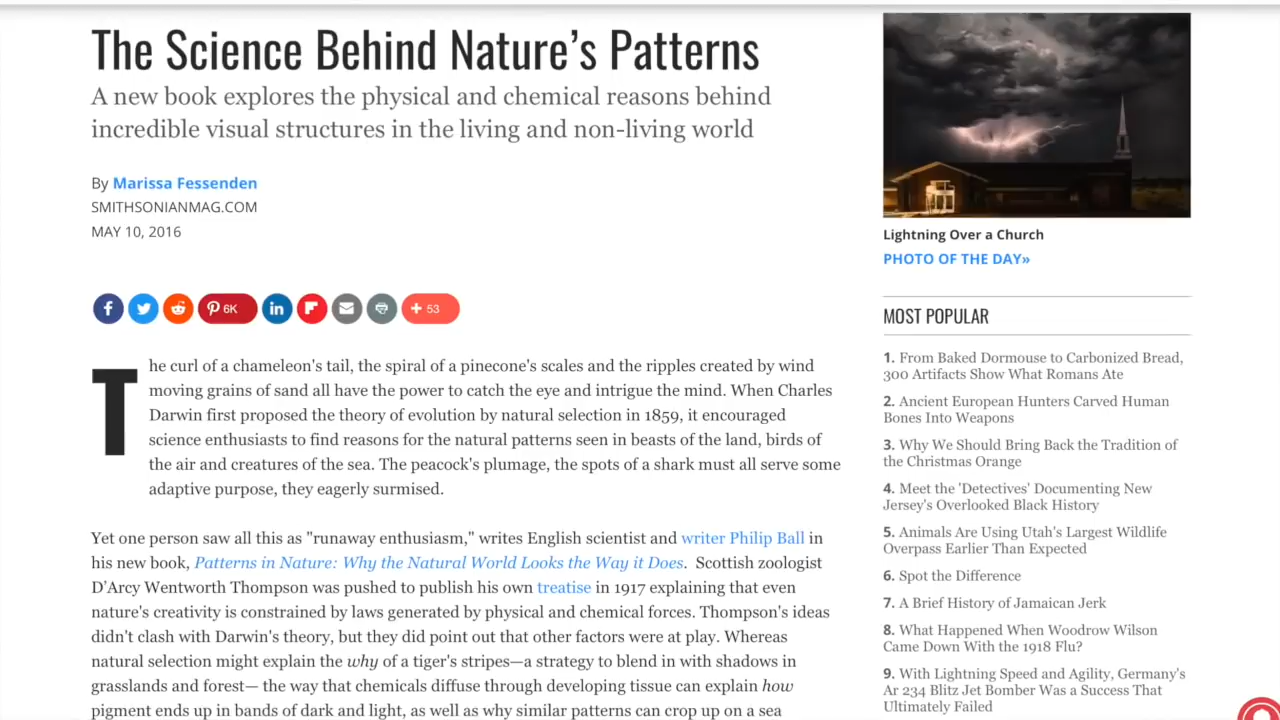 The Science Behind Nature's Patterns
A new book explores the physical and chemical reasons behind
incredible visual structures in the living and non-living world
By Marissa Fessenden
SMITHSONIANMAG.COM
MAY 10, 2016
6K
53
The curl of a chameleon's tail, the spiral of a pinecone's scales and the ripples created by wind
moving grains of sand all have the power to catch the eye and intrigue the mind. When Charles
Darwin first proposed the theory of evolution by natural selection in 1859, it encouraged
science enthusiasts to find reasons for the natural patterns seen in beasts of the land, birds of
the air and creatures of the sea. The peacock's plumage, the spots of a shark must all serve some
adaptive purpose, they eagerly surmised.
Yet one person saw all this as "runaway enthusiasm," writes English scientist and writer Philip Ball in
his new book, Patterns in Nature: Why the Natural World Looks the Way it Does. Scottish zoologist
D'Arcy Wentworth Thompson was pushed to publish his own treatise in 1917 explaining that even
nature's creativity is constrained by laws generated by physical and chemical forces. Thompson's ideas
didn't clash with Darwin's theory, but they did point out that other factors were at play. Whereas
natural selection might explain the why of a tiger's stripes—a strategy to blend in with shadows in
grasslands and forest— the way that chemicals diffuse through developing tissue can explain how
pigment ends up in bands of dark and light, as well as why similar patterns can crop up on a sea
Lightning Over a Church
PHOTO OF THE DAY»
MOST POPULAR
1. From Baked Dormouse to Carbonized Bread,
300 Artifacts Show What Romans Ate
2. Ancient European Hunters Carved Human
Bones Into Weapons
3. Why We Should Bring Back the Tradition of
the Christmas Orange
4. Meet the 'Detectives' Documenting New
Jersey's Overlooked Black History
5. Animals Are Using Utah's Largest Wildlife
Overpass Earlier Than Expected
6. Spot the Difference
7. A Brief History of Jamaican Jerk
8. What Happened When Woodrow Wilson
Came Down With the 1918 Flu?
9. With Lightning Speed and Agility, Germany's
Ar 234 Blitz Jet Bomber Was a Success That
Ultimately Failed